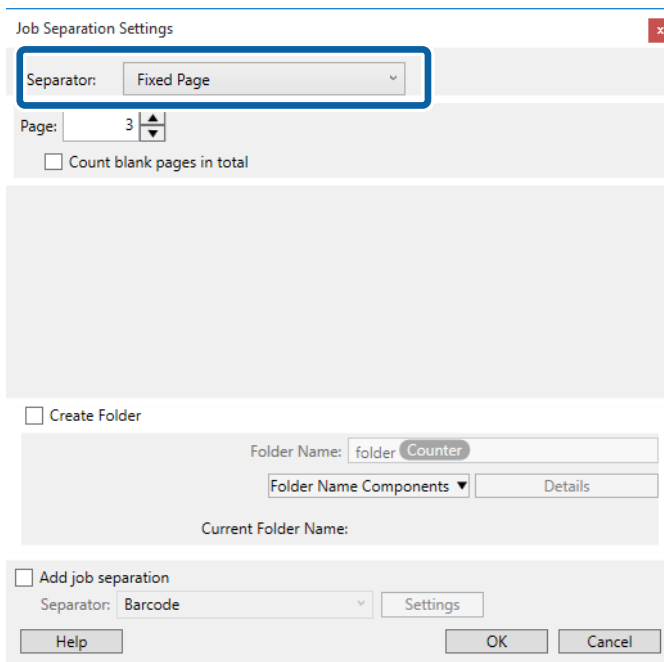 Job Separation Settings x
Separator: Fixed Page
Page: 3
Count blank pages in total
Create Folder
Folder Name: folder Counter
Folder Name Components ▼ Details
Current Folder Name:
Add job separation
Separator: Barcode Settings
Help OK Cancel